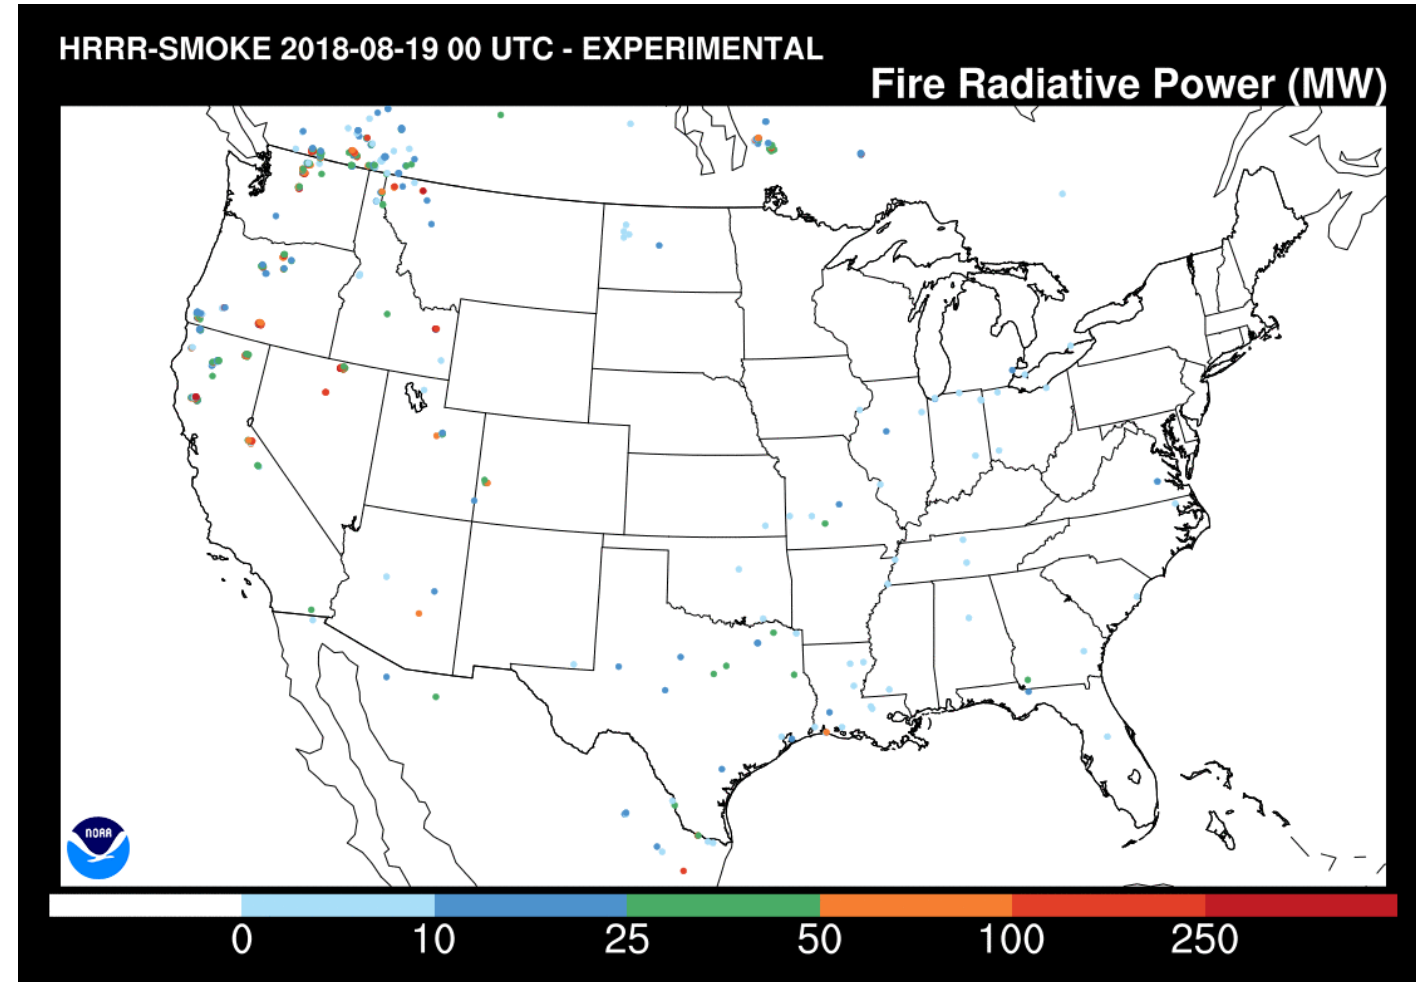 HRRR-SMOKE 2018-08-19 00 UTC - EXPERIMENTAL
Fire Radiative Power (MW)
NOAA
0 10 25 50 100 250